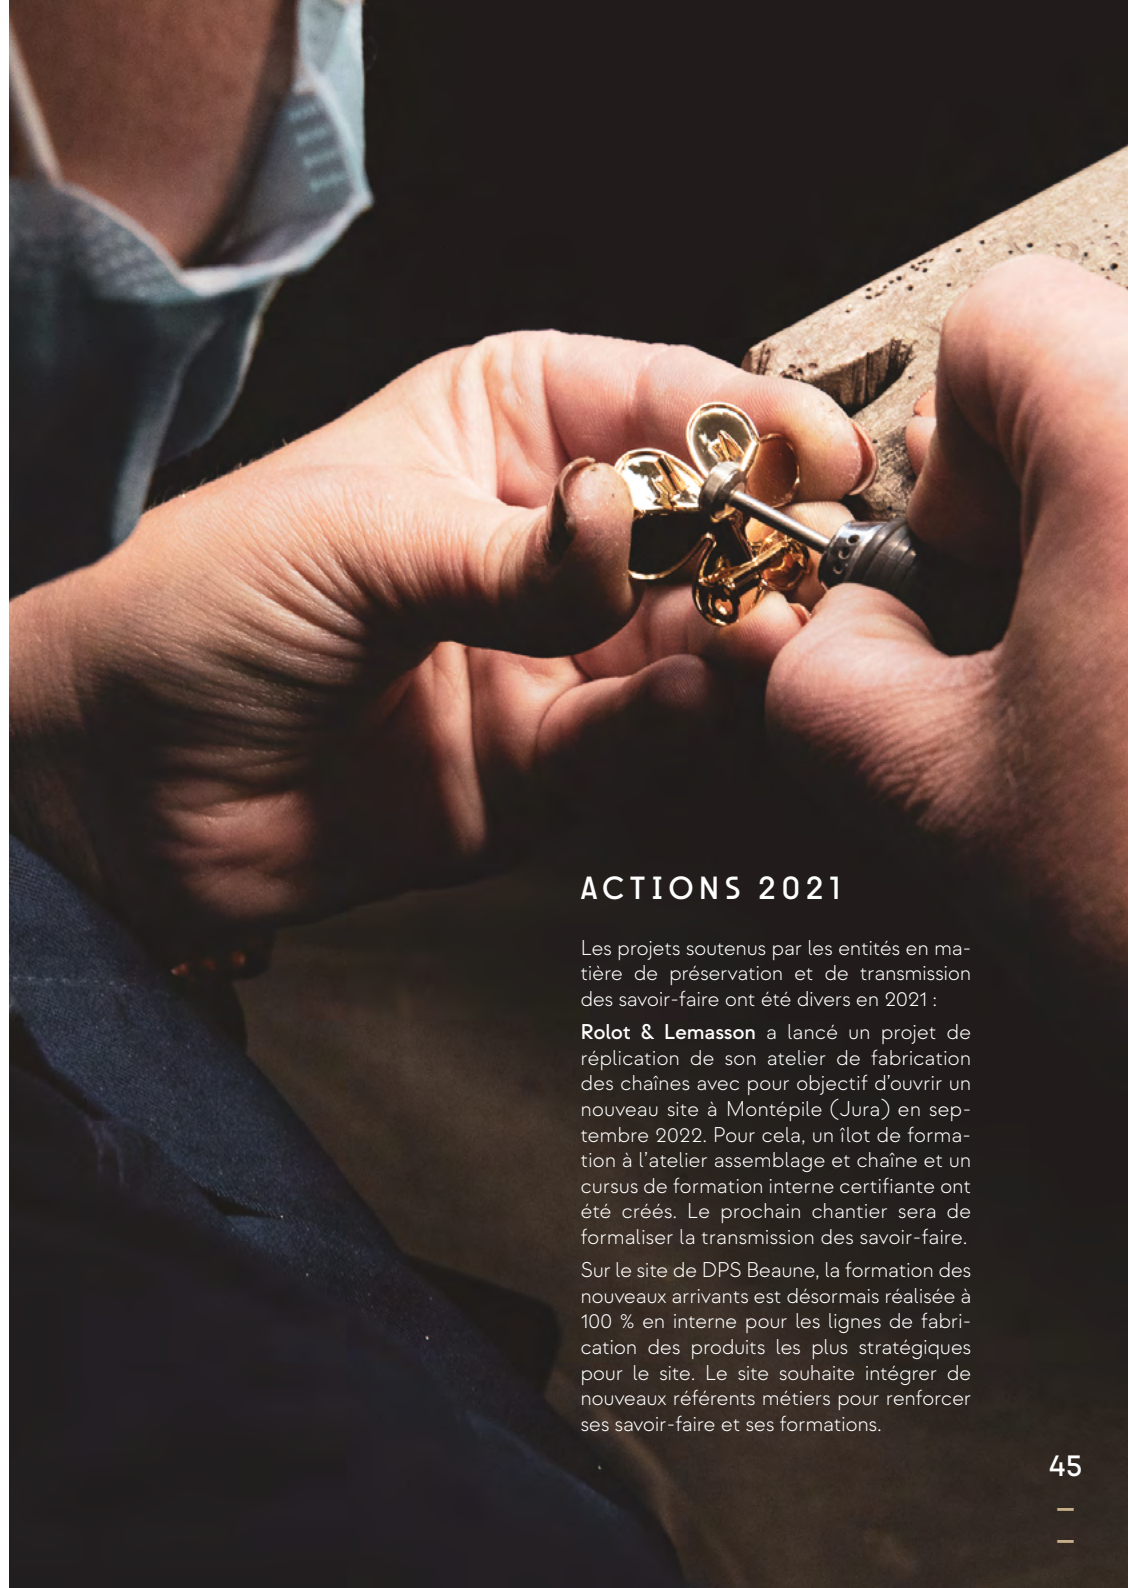 ACTIONS 2021
Les projets soutenus par les entités en ma-
tière de préservation et de transmission
des savoir-faire ont été divers en 2021 :
Rolot & Lemasson a lancé un projet de
réplication de son atelier de fabrication
des chaînes avec pour objectif d'ouvrir un
nouveau site à Montépile (Jura) en sep-
tembre 2022. Pour cela, un îlot de forma-
tion à l'atelier assemblage et chaîne et un
cursus de formation interne certifiante ont
été créés. Le prochain chantier sera de
formaliser la transmission des savoir-faire.
Sur le site de DPS Beaune, la formation des
nouveaux arrivants est désormais réalisée à
100 % en interne pour les lignes de fabri-
cation des produits les plus stratégiques
pour le site. Le site souhaite intégrer de
nouveaux référents métiers pour renforcer
ses savoir-faire et ses formations.
45